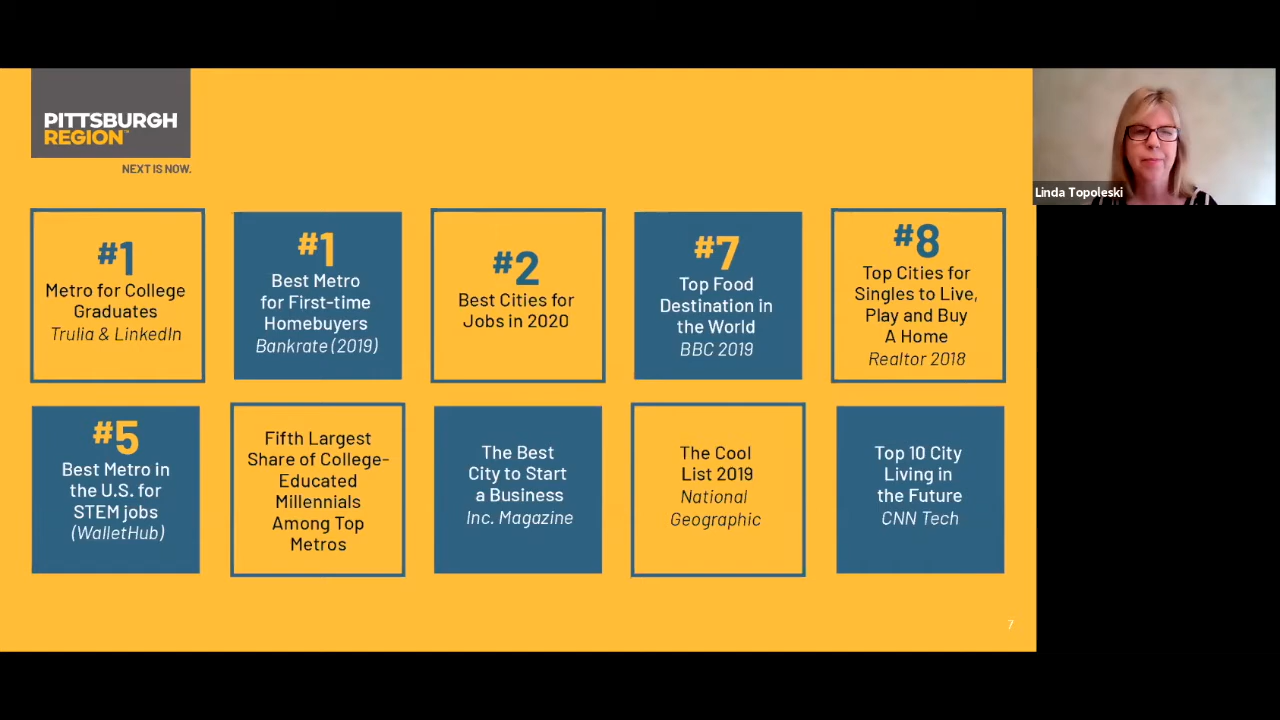 PITTSBURGH
REGION™
NEXT IS NOW.
Linda Topoleski
#1
Metro for College
Graduates
Trulia & LinkedIn
#1
Best Metro
for First-time
Homebuyers
Bankrate (2019)
#2
Best Cities for
Jobs in 2020
#7
Top Food
Destination in
the World
BBC 2019
#8
Top Cities for
Singles to Live,
Play and Buy
A Home
Realtor 2018
#5
Best Metro in
the U.S. for
STEM jobs
(WalletHub)
Fifth Largest
Share of College-
Educated
Millennials
Among Top
Metros
The Best
City to Start
a Business
Inc. Magazine
The Cool
List 2019
National
Geographic
Top 10 City
Living in
the Future
CNN Tech
7